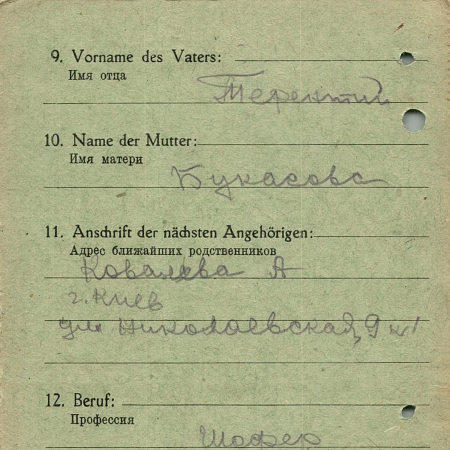 9. Vorname des Vaters:
Имя отца
Терентий
10. Name der Mutter:
Имя матери
Букасова
11. Anschrift der nächsten Angehörigen:
Адрес ближайших родственников
Ковалева А
г. Киев
ул Николаевская, 9 к 1
12. Beruf:
Профессия
Шофер